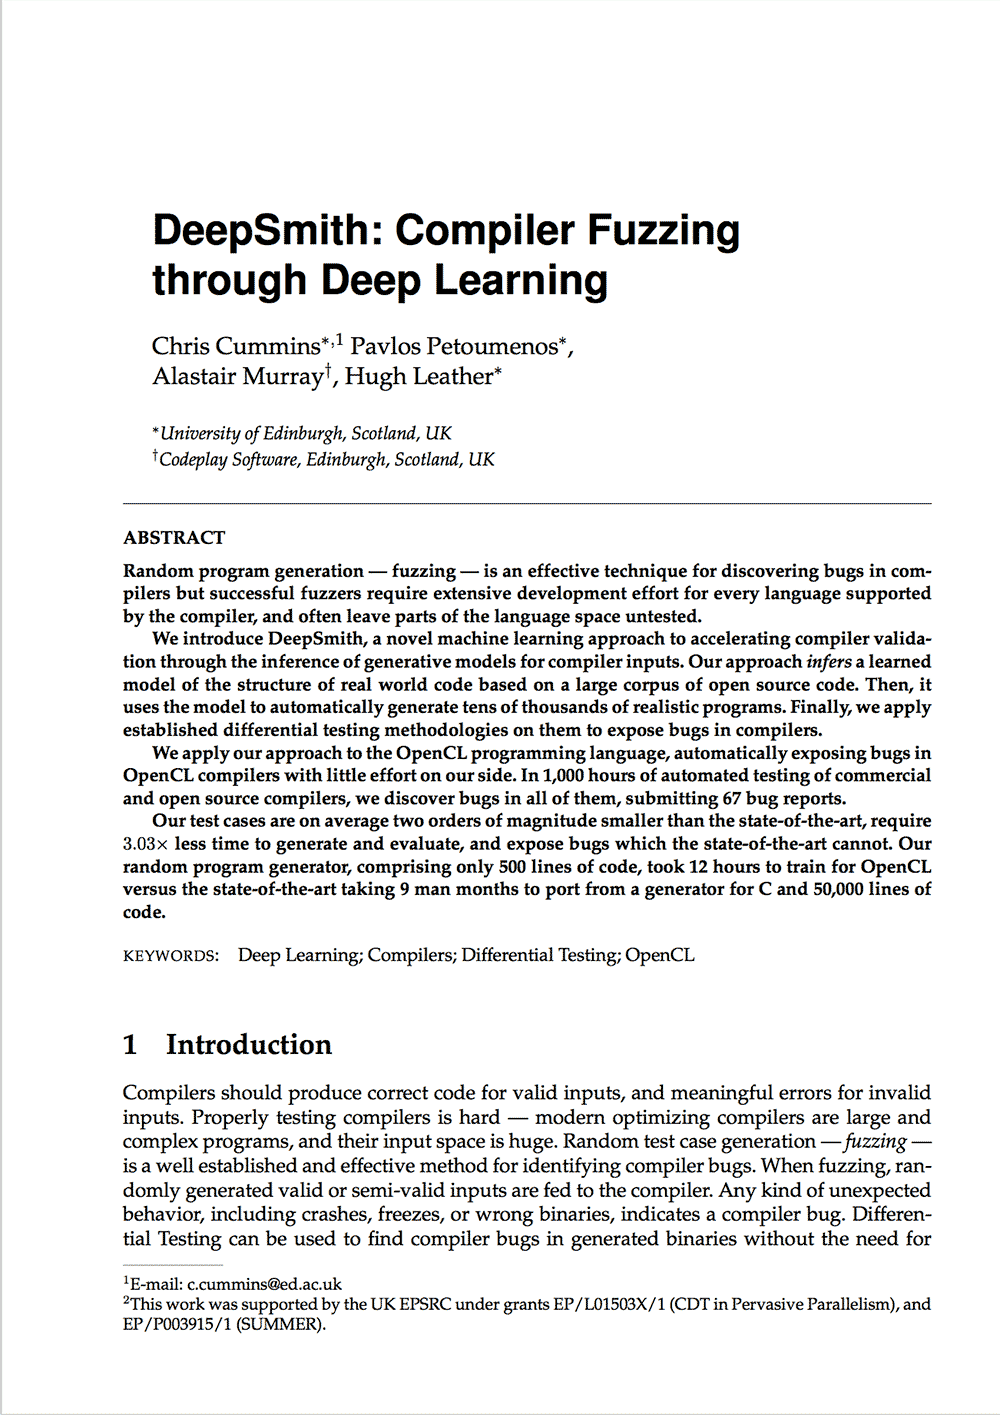 DeepSmith: Compiler Fuzzing
through Deep Learning
Chris Cummins*,1 Pavlos Petoumenos*,
Alastair Murray†, Hugh Leather*
*University of Edinburgh, Scotland, UK
†Codeplay Software, Edinburgh, Scotland, UK
ABSTRACT
Random program generation — fuzzing — is an effective technique for discovering bugs in com-
pilers but successful fuzzers require extensive development effort for every language supported
by the compiler, and often leave parts of the language space untested.
We introduce DeepSmith, a novel machine learning approach to accelerating compiler valida-
tion through the inference of generative models for compiler inputs. Our approach infers a learned
model of the structure of real world code based on a large corpus of open source code. Then, it
uses the model to automatically generate tens of thousands of realistic programs. Finally, we apply
established differential testing methodologies on them to expose bugs in compilers.
We apply our approach to the OpenCL programming language, automatically exposing bugs in
OpenCL compilers with little effort on our side. In 1,000 hours of automated testing of commercial
and open source compilers, we discover bugs in all of them, submitting 67 bug reports.
Our test cases are on average two orders of magnitude smaller than the state-of-the-art, require
3.03× less time to generate and evaluate, and expose bugs which the state-of-the-art cannot. Our
random program generator, comprising only 500 lines of code, took 12 hours to train for OpenCL
versus the state-of-the-art taking 9 man months to port from a generator for C and 50,000 lines of
code.
KEYWORDS: Deep Learning; Compilers; Differential Testing; OpenCL
1 Introduction
Compilers should produce correct code for valid inputs, and meaningful errors for invalid
inputs. Properly testing compilers is hard — modern optimizing compilers are large and
complex programs, and their input space is huge. Random test case generation — fuzzing —
is a well established and effective method for identifying compiler bugs. When fuzzing, ran-
domly generated valid or semi-valid inputs are fed to the compiler. Any kind of unexpected
behavior, including crashes, freezes, or wrong binaries, indicates a compiler bug. Differen-
tial Testing can be used to find compiler bugs in generated binaries without the need for
1E-mail: c.cummins@ed.ac.uk
2This work was supported by the UK EPSRC under grants EP/L01503X/1 (CDT in Pervasive Parallelism), and
EP/P003915/1 (SUMMER).